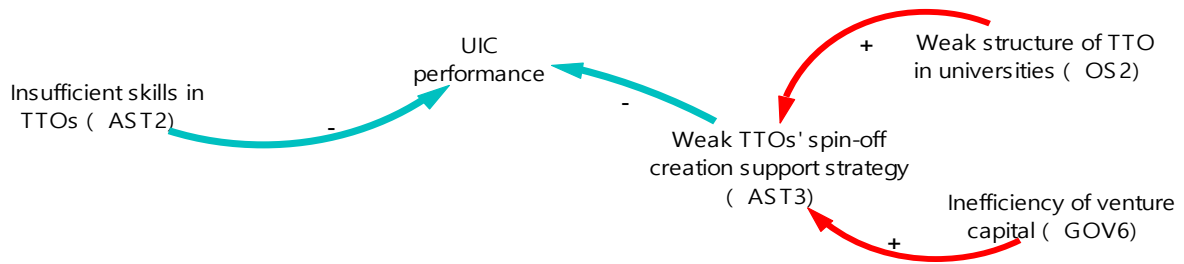 Insufficient skills in
TTOs ( AST2)
-
UIC
performance
-
Weak TTOs' spin-off
creation support strategy
( AST3)
+
Weak structure of TTO
in universities ( OS2)
+
Inefficiency of venture
capital ( GOV6)